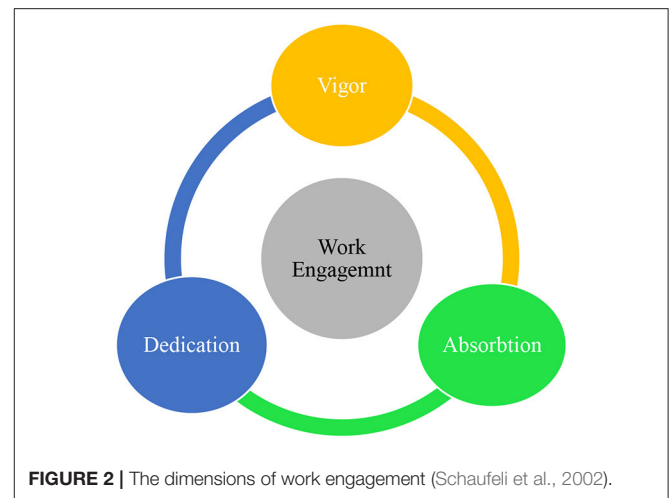 Vigor
Work
Engagemnt
Dedication
Absorbtion
FIGURE 2 | The dimensions of work engagement (Schaufeli et al., 2002).